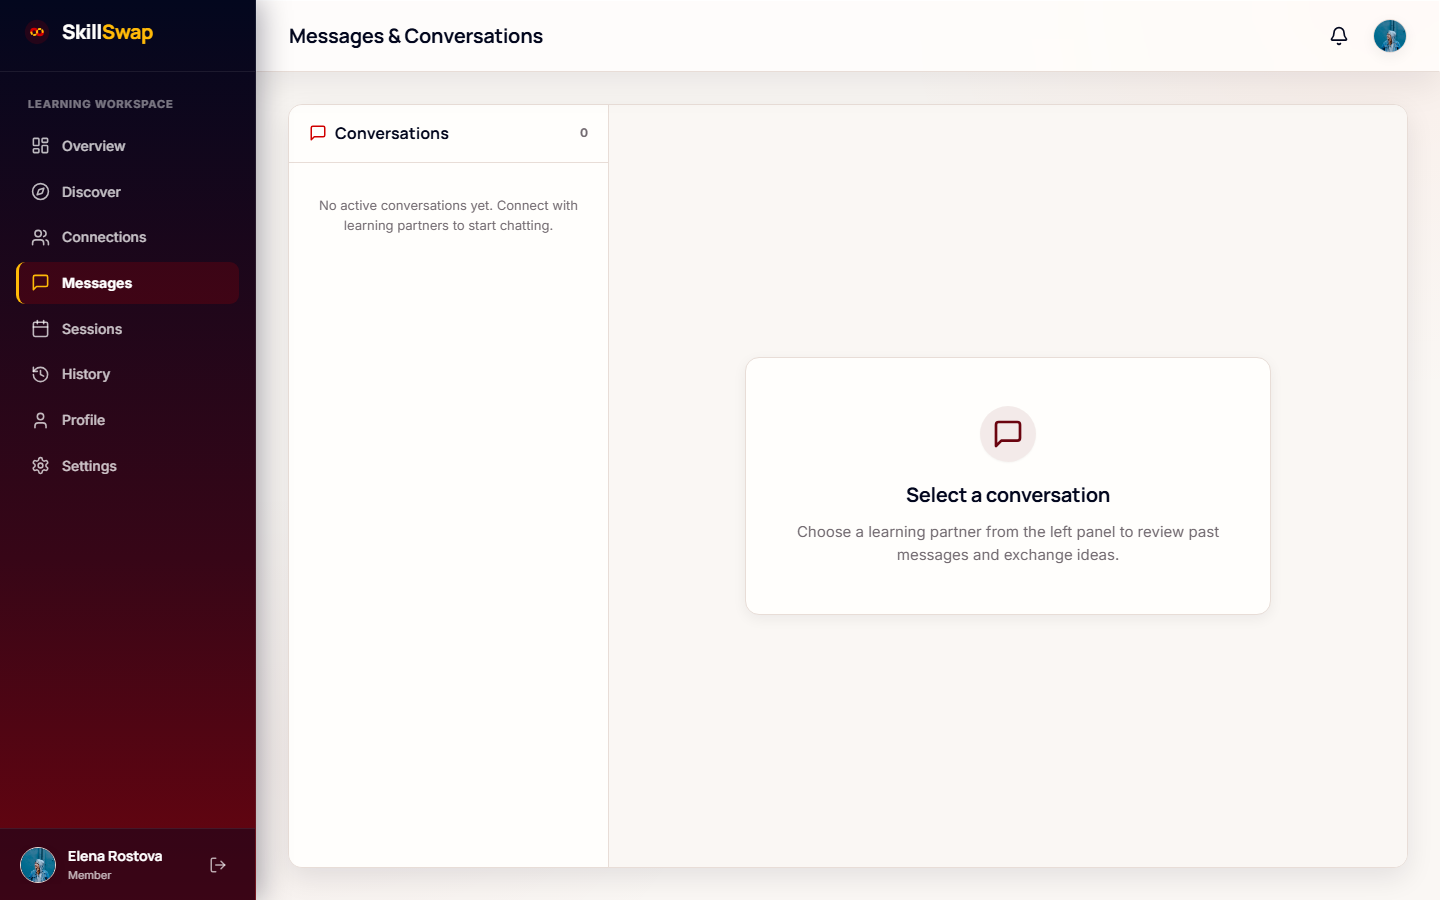 SkillSwap
LEARNING WORKSPACE
Overview
Discover
Connections
Messages
Sessions
History
Profile
Settings
Elena Rostova
Member
Messages & Conversations
Conversations 0
No active conversations yet. Connect with
learning partners to start chatting.
Select a conversation
Choose a learning partner from the left panel to review past
messages and exchange ideas.